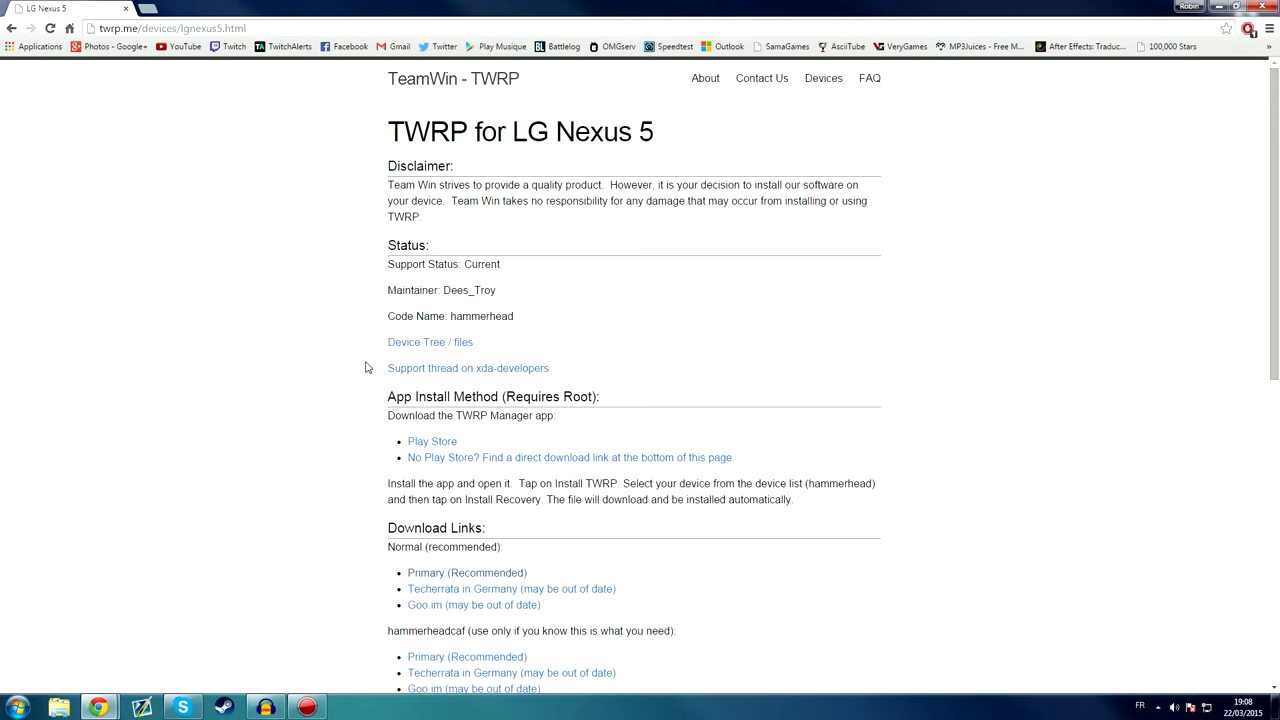 LG Nexus 5
Robin
twrp.me/devices/lgnexus5.html
Applications
Photos - Google+
YouTube
Twitch
TwitchAlerts
Facebook
Gmail
Twitter
Play Musique
Battlelog
OMGserv
Speedtest
Outlook
SamaGames
AsciiTube
VeryGames
MP3Juices - Free M...
After Effects: Traduc...
100,000 Stars
»
TeamWin - TWRP
About
Contact Us
Devices
FAQ
TWRP for LG Nexus 5
Disclaimer:
Team Win strives to provide a quality product. However, it is your decision to install our software on
your device. Team Win takes no responsibility for any damage that may occur from installing or using
TWRP.
Status:
Support Status: Current
Maintainer: Dees_Troy
Code Name: hammerhead
Device Tree / files
Support thread on xda-developers
App Install Method (Requires Root):
Download the TWRP Manager app:
• Play Store
• No Play Store? Find a direct download link at the bottom of this page.
Install the app and open it. Tap on Install TWRP. Select your device from the device list (hammerhead)
and then tap on Install Recovery. The file will download and be installed automatically.
Download Links:
Normal (recommended):
• Primary (Recommended)
• Techerrata in Germany (may be out of date)
• Goo.im (may be out of date)
hammerheadcaf (use only if you know this is what you need):
• Primary (Recommended)
• Techerrata in Germany (may be out of date)
• Goo.im (may be out of date)
FR
19:08
22/03/2015